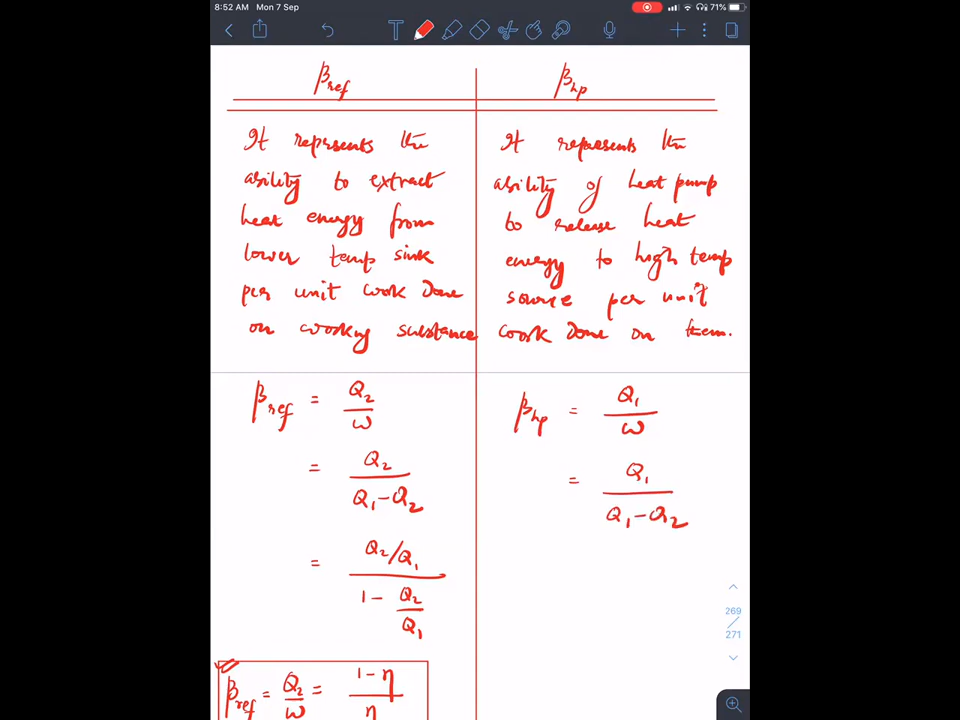 8:52 AM Mon 7 Sep 71%
β_ref
It represents the
ability to extract
heat energy from
lower temp sink
per unit work done
on working substance
β_hp
It represents the
ability of heat pump
to release heat
energy to high temp
source per unit
work done on them.
β_ref = Q₂/W
= Q₂/(Q₁-Q₂)
= (Q₂/Q₁)/(1 - Q₂/Q₁)
β_ref = Q₂/W = (1-η)/η
β_hp = Q₁/W
= Q₁/(Q₁-Q₂)
269
/
271